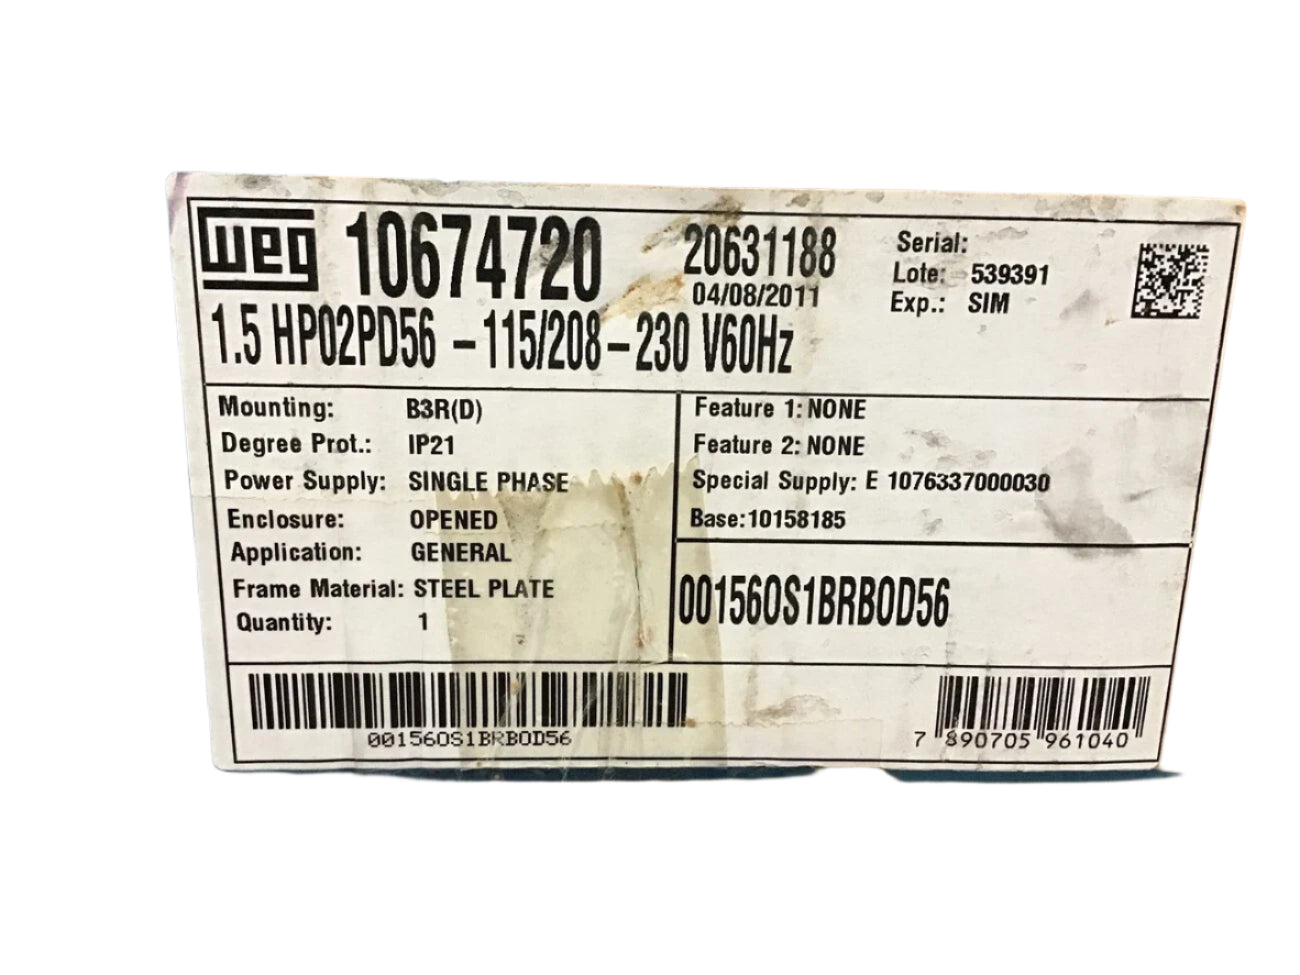 weg 10674720 20631188 Serial:
04/08/2011 Lote: 539391
Exp.: SIM
1.5 HP02PD56 -115/208-230 V60Hz
Mounting: B3R(D)
Degree Prot.: IP21
Power Supply: SINGLE PHASE
Enclosure: OPENED
Application: GENERAL
Frame Material: STEEL PLATE
Quantity: 1
Feature 1: NONE
Feature 2: NONE
Special Supply: E 1076337000030
Base:10158185
00156OS1BRBOD56
00156OS1BRBOD56
7 890705 961040